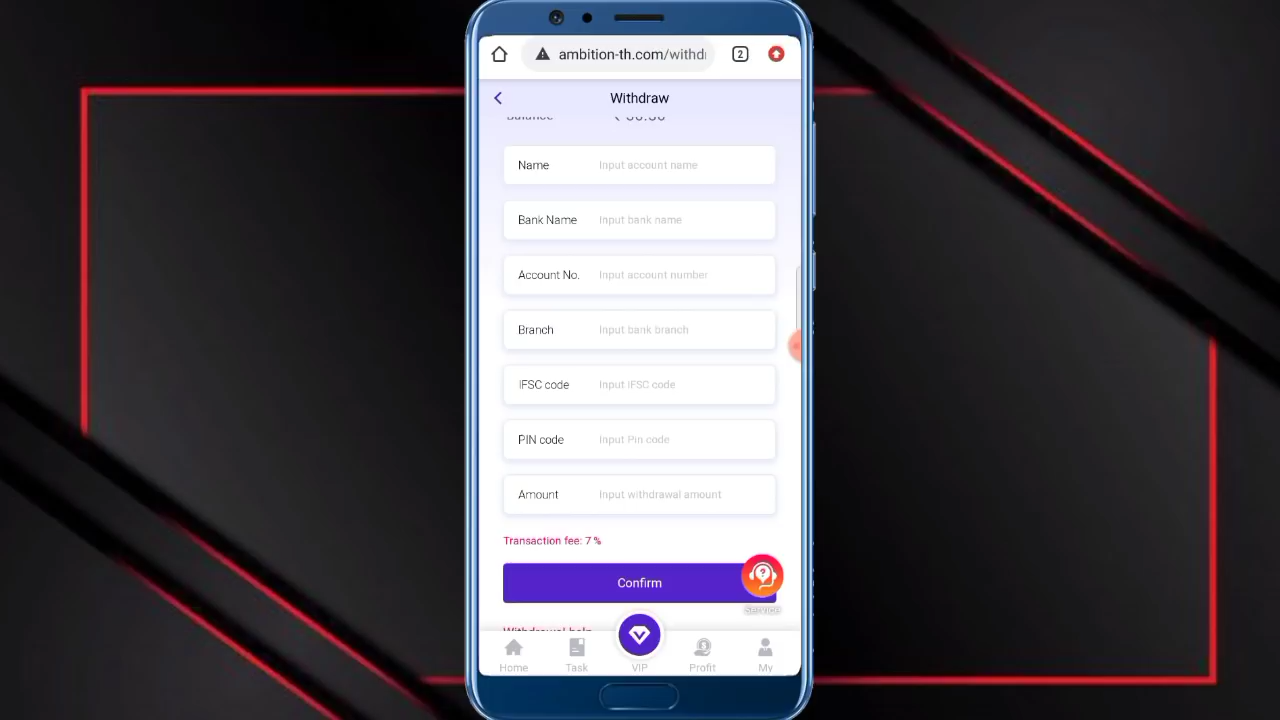 2
ambition-th.com/withd
Withdraw
Name Input account name
Bank Name Input bank name
Account No. Input account number
Branch Input bank branch
IFSC code Input IFSC code
PIN code Input Pin code
Amount Input withdrawal amount
Transaction fee: 7 %
Confirm
Service
Home Task VIP Profit My